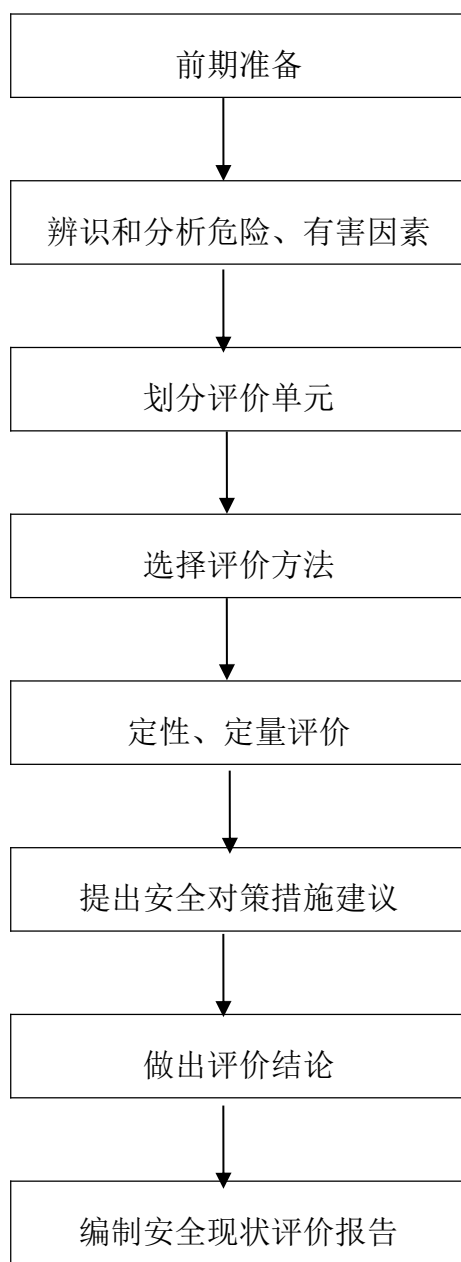 前期准备
辨识和分析危险、有害因素
划分评价单元
选择评价方法
定性、定量评价
提出安全对策措施建议
做出评价结论
编制安全现状评价报告